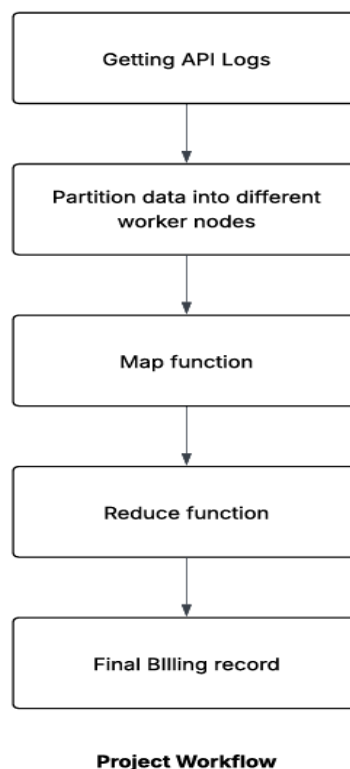 Getting API Logs
Partition data into different
worker nodes
Map function
Reduce function
Final BIlling record
Project Workflow